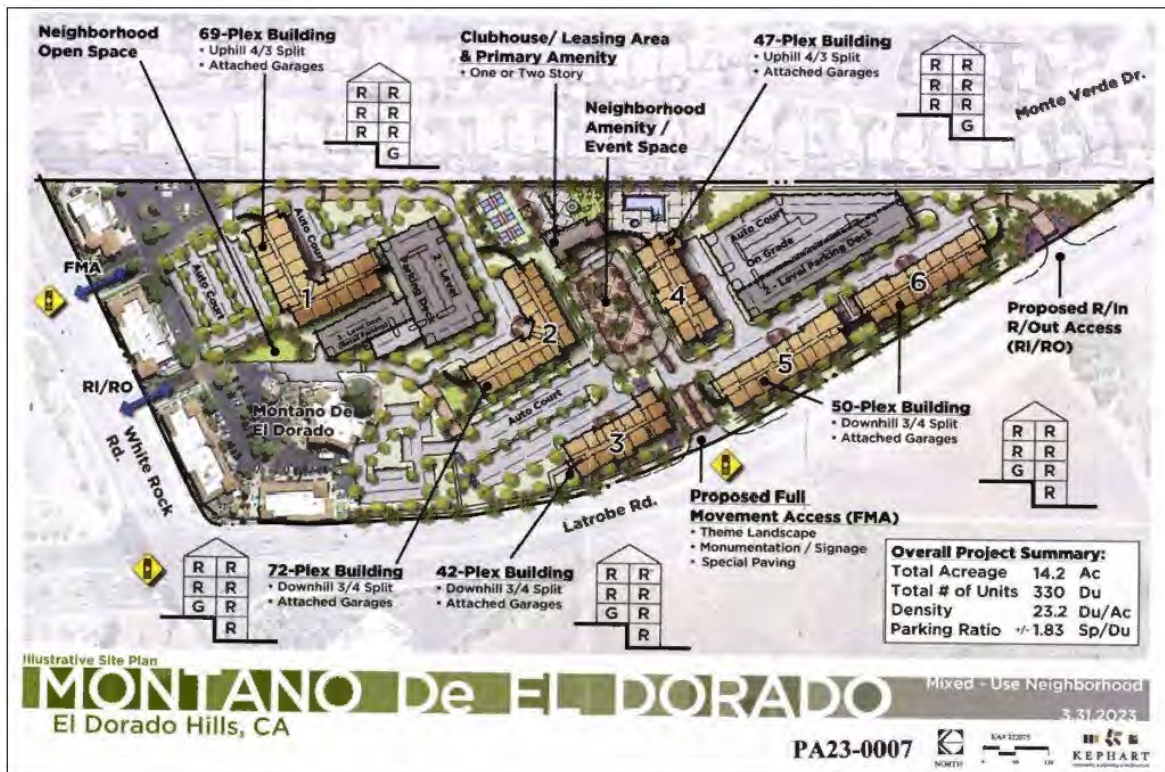 Neighborhood
Open Space
69-Plex Building
• Uphill 4/3 Split
• Attached Garages
R R
R R
R R
G
Clubhouse/ Leasing Area
& Primary Amenity
• One or Two Story
Neighborhood
Amenity /
Event Space
47-Plex Building
• Uphill 4/3 Split
• Attached Garages
R R
R R
R R
G
Monte Verde Dr.
FMA
RI/RO
White Rock
Rd.
Auto Court
Auto Court
1
2 - Level
Parking Deck
Montano De
El Dorado
2
Auto Court
3
4
Auto Court
On Grade
2 - Level Parking Deck
5
6
Latrobe Rd.
Proposed R/In
R/Out Access
(RI/RO)
50-Plex Building
• Downhill 3/4 Split
• Attached Garages
R R
R R
G R
R
Proposed Full
Movement Access (FMA)
• Theme Landscape
• Monumentation / Signage
• Special Paving
R R
R R
G R
R
72-Plex Building
• Downhill 3/4 Split
• Attached Garages
42-Plex Building
• Downhill 3/4 Split
• Attached Garages
R R
R R
G R
R
Overall Project Summary:
Total Acreage 14.2 Ac
Total # of Units 330 Du
Density 23.2 Du/Ac
Parking Ratio +/- 1.83 Sp/Du
Illustrative Site Plan
MONTANO De EL DORADO
Mixed - Use Neighborhood
El Dorado Hills, CA
3.31.2023
PA23-0007
NORTH
KEPHART